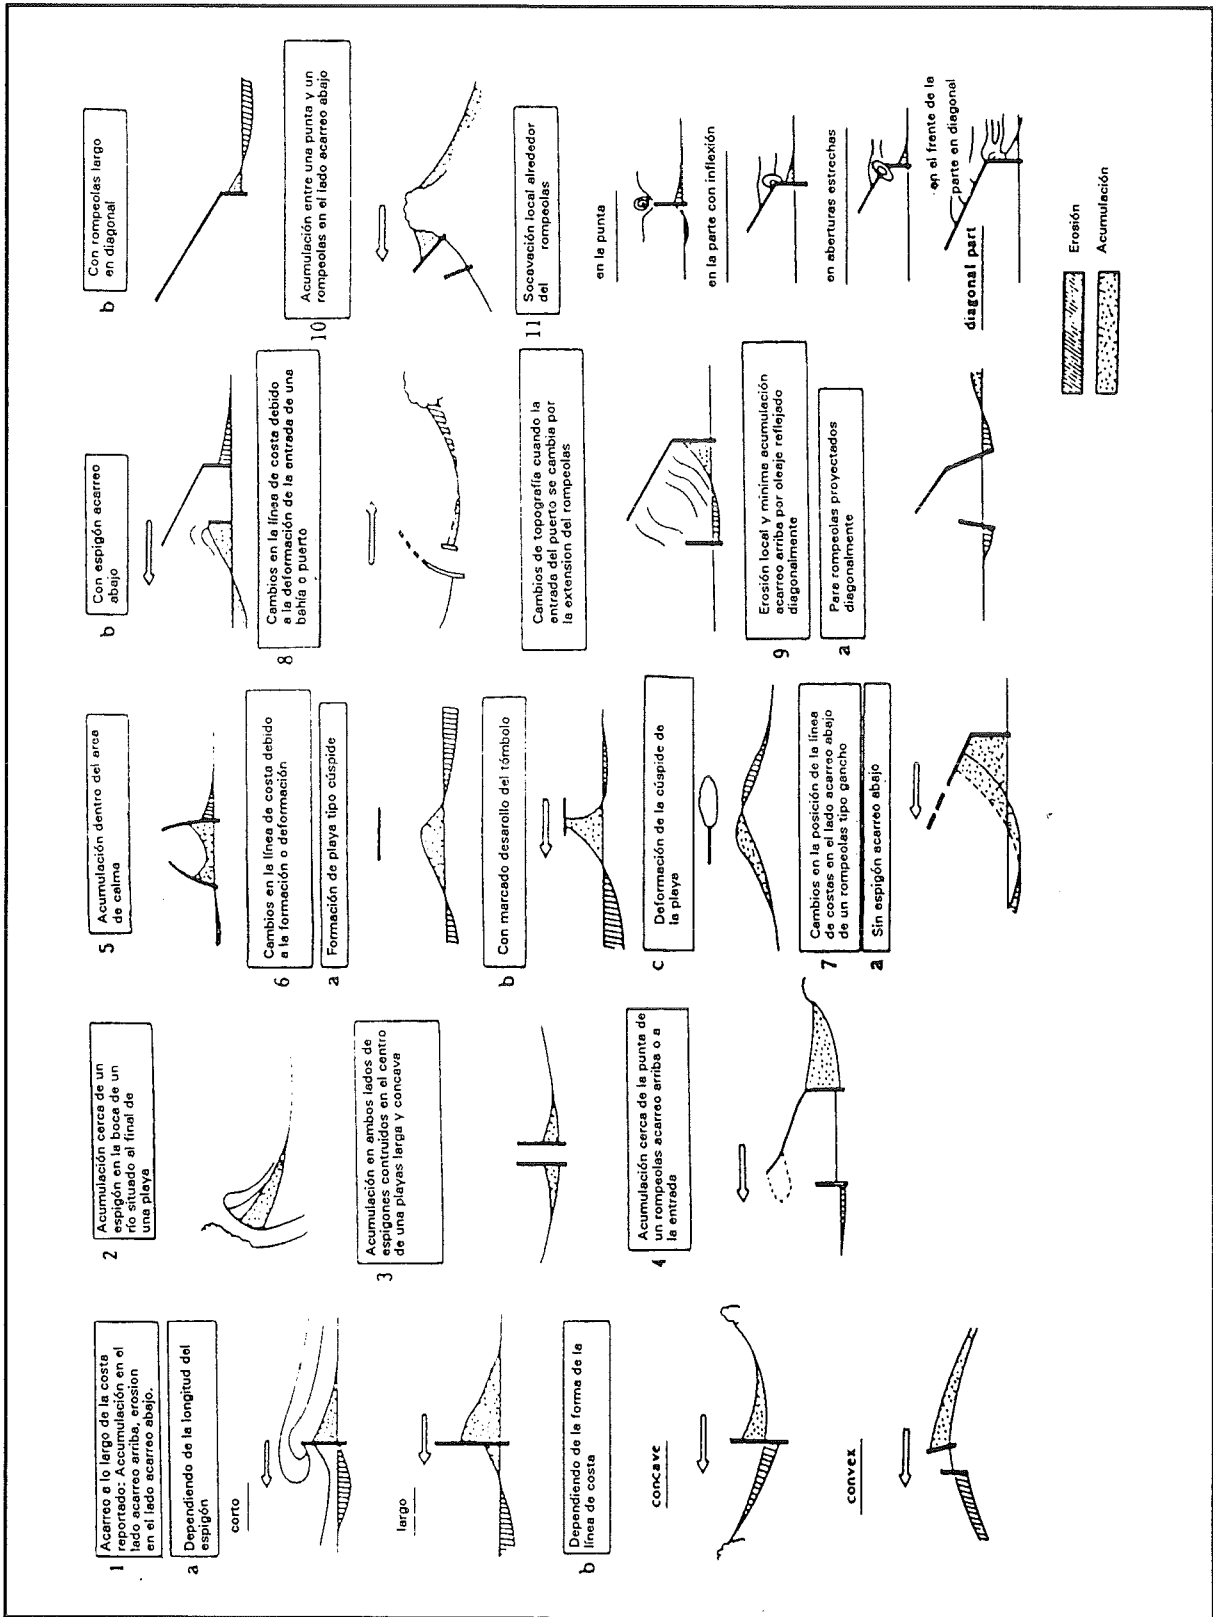 1
Acarreo a lo largo de la costa
reportado: Accumulación en el
lado acarreo arriba, erosion
en el lado acarreo abajo.
a
Dependiendo de la longitud del
espigón
corto
largo
b
Dependiendo de la forma de la
línea de costa
concave
convex
2
Acumulación cerca de un
espigón en la boca de un
río situado al final de
una playa
3
Acumulación en ambos lados de
espigones contruidos en el centro
de una playas larga y concava
4
Acumulación cerca de la punta de
un rompeolas acarreo arriba o a
la entrada
5
Acumulación dentro del area
de calma
6
Cambios en la línea de costa debido
a la formación o deformación
a
Formación de playa tipo cúspide
b
Con marcado desarollo del tómbolo
c
Deformación de la cúspide de
la playa
7
Cambios en la posición de la línea
de costas en el lado acarreo abajo
de un rompeolas tipo gancho
a
Sin espigón acarreo abajo
b
Con espigón acarreo
abajo
8
Cambios en la línea de costa debido
a la deformación de la entrada de una
bahía o puerto
Cambios de topografía cuando la
entrada del puerto se cambia por
la extension del rompeolas
9
Erosión local y mínima acumulación
acarreo arriba por oleaje reflejado
diagonalmente
a
Para rompeolas proyectados
diagonalmente
b
Con rompeolas largo
en diagonal
10
Acumulación entre una punta y un
rompeolas en el lado acarreo abajo
11
Socavación local alrededor
del rompeolas
en la punta
en la parte con inflexión
en aberturas estrechas
en el frente de la
parte en diagonal
diagonal part
Erosión
Acumulación